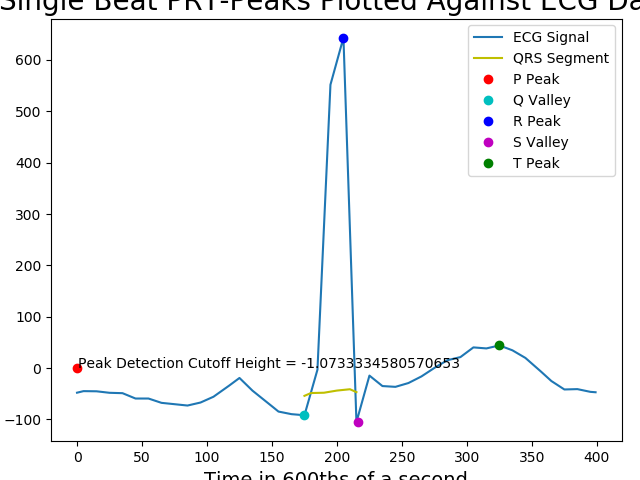 Single Beat PRT-Peaks Plotted Against ECG Da
600
500
400
300
200
100
0
−100
ECG Signal
QRS Segment
P Peak
Q Valley
R Peak
S Valley
T Peak
Peak Detection Cutoff Height = -1.0733334580570653
0 50 100 150 200 250 300 350 400
Time in 600ths of a second